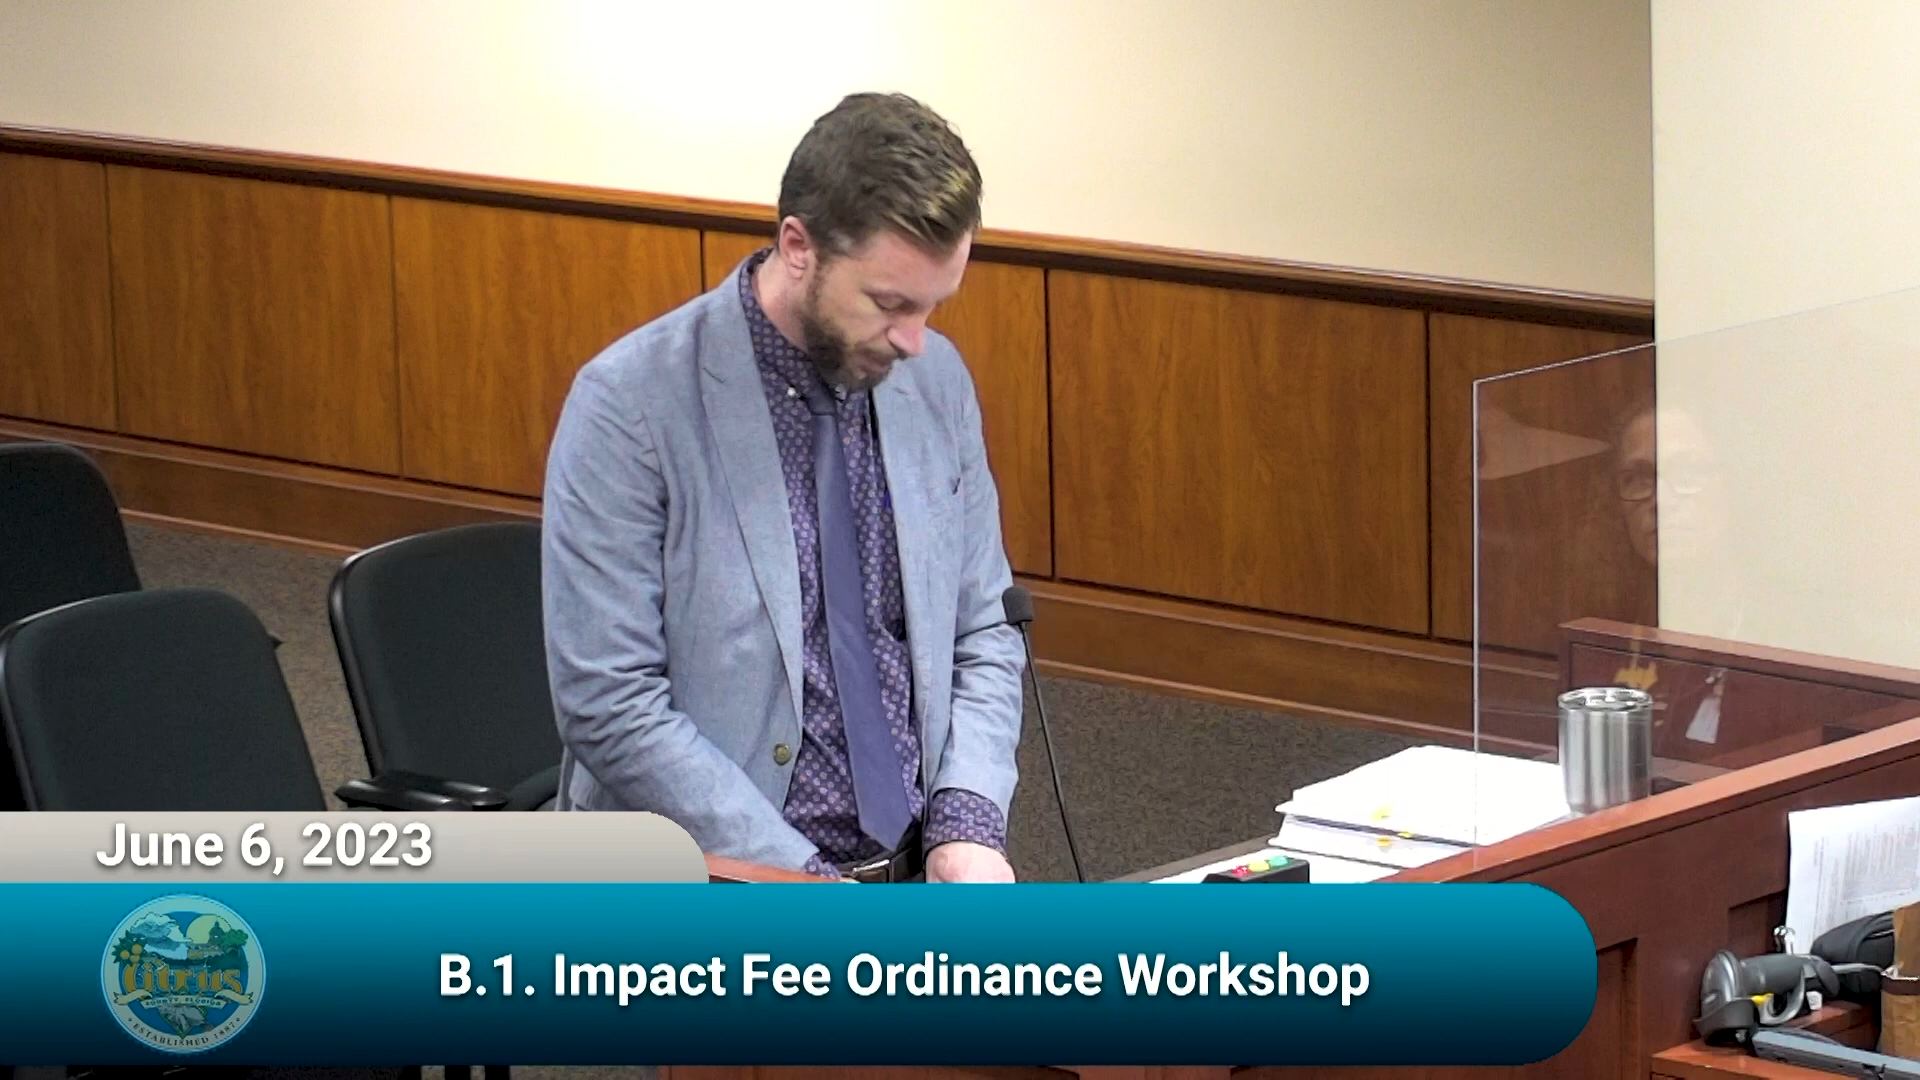 June 6, 2023
B.1. Impact Fee Ordinance Workshop
Citrus
COUNTY, FLORIDA
ESTABLISHED 1887